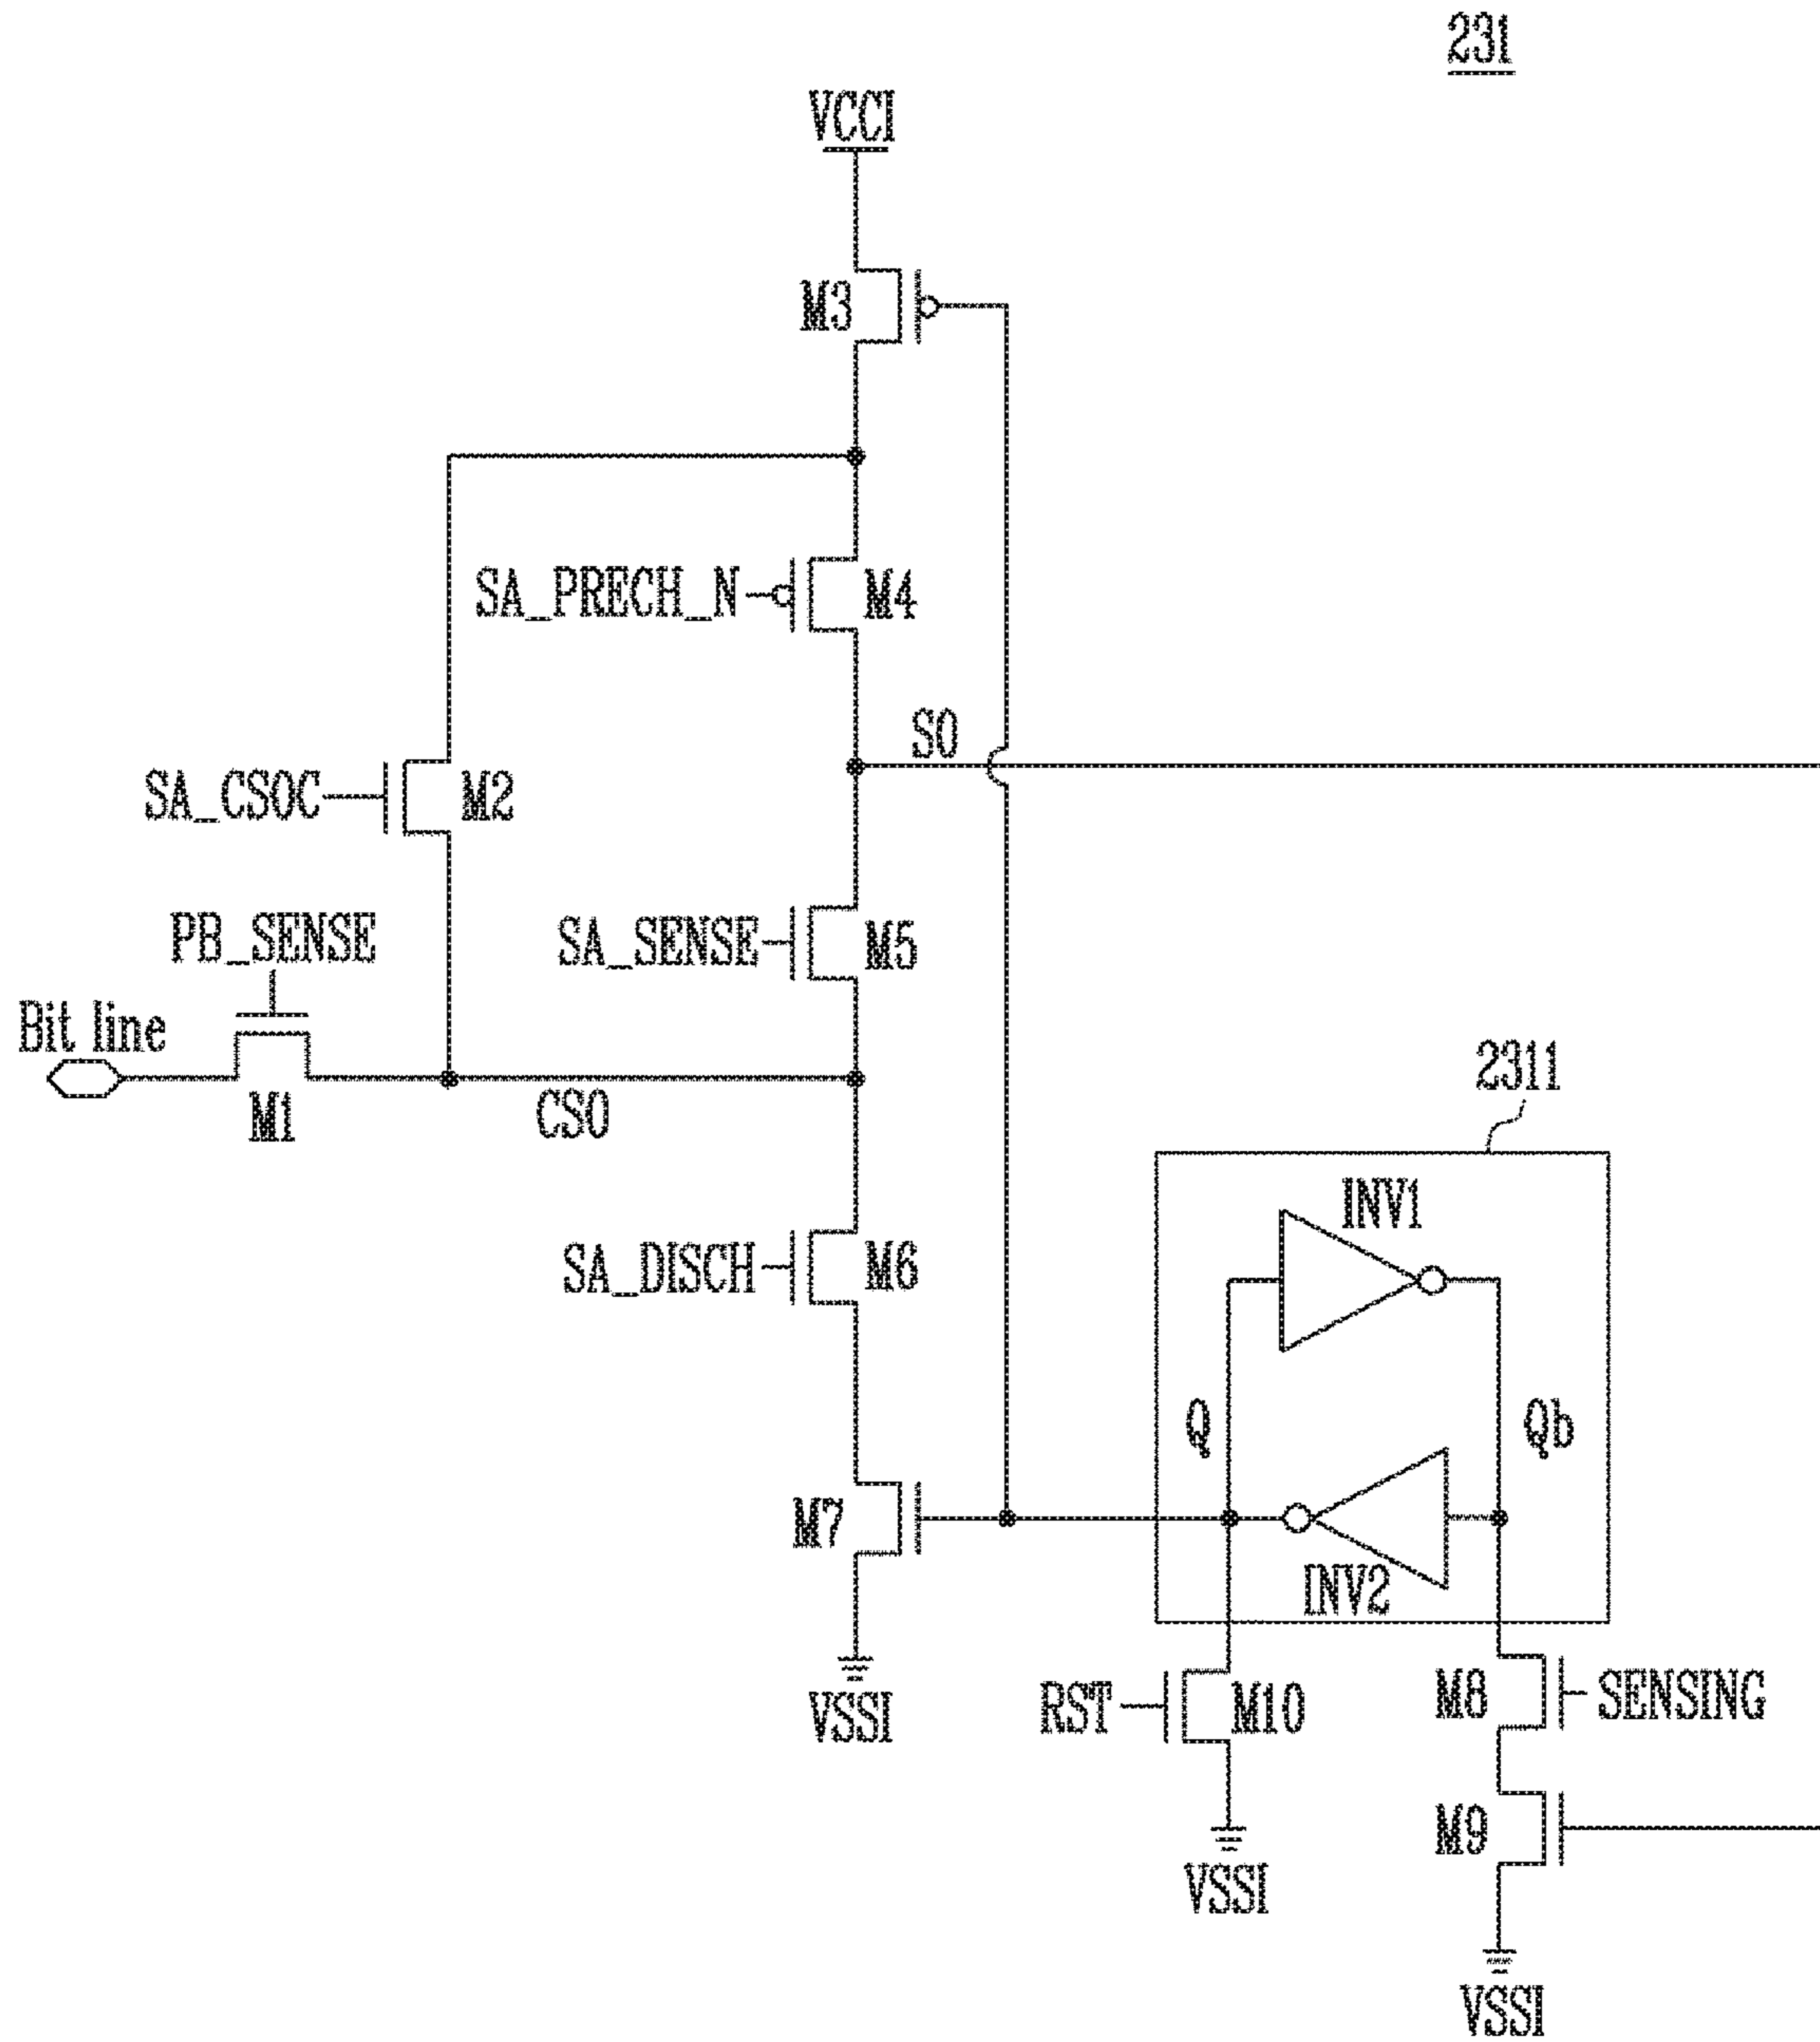 231
VCCI
M3
SA_PRECH_N
M4
SO
SA_CSOC
M2
PB_SENSE
SA_SENSE
M5
Bit line
M1
CSO
2311
INV1
SA_DISCH
M6
Q
Qb
M7
INV2
RST
M10
M8
SENSING
VSSI
M9
VSSI
VSSI